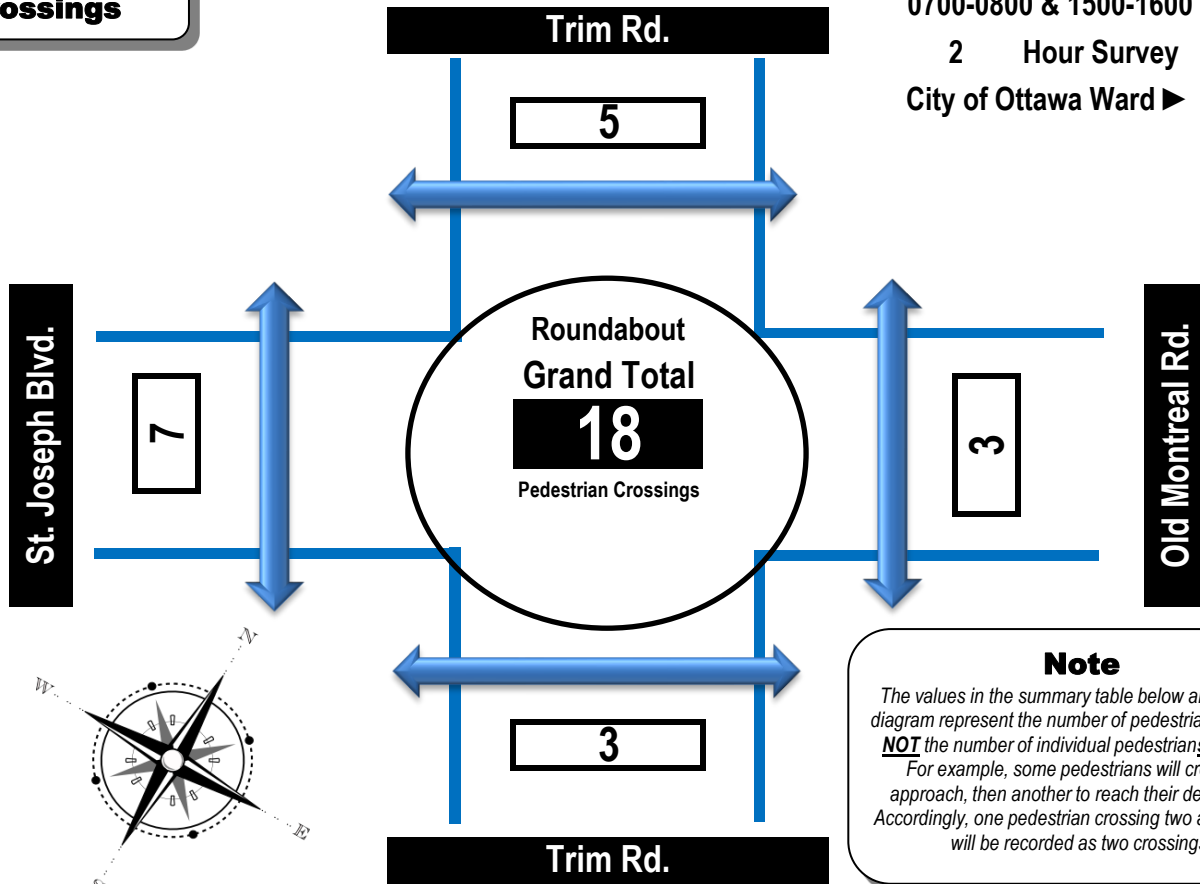 ossings
0700-0800 & 1500-1600
2 Hour Survey
City of Ottawa Ward ►
Trim Rd.
5
St. Joseph Blvd.
7
Roundabout
Grand Total
18
Pedestrian Crossings
3
Old Montreal Rd.
N
W
E
3
Trim Rd.
Note
The values in the summary table below a
diagram represent the number of pedestria
NOT the number of individual pedestrians
For example, some pedestrians will cr
approach, then another to reach their de
Accordingly, one pedestrian crossing two a
will be recorded as two crossings